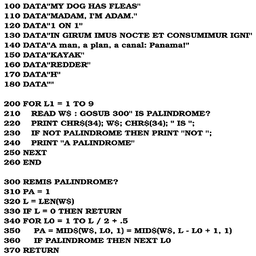 100 DATA"MY DOG HAS FLEAS"
110 DATA"MADAM, I'M ADAM."
120 DATA"1 ON 1"
130 DATA"IN GIRUM IMUS NOCTE ET CONSUMIMUR IGNI"
140 DATA"A man, a plan, a canal: Panama!"
150 DATA"KAYAK"
160 DATA"REDDER"
170 DATA"H"
180 DATA""
200 FOR L1 = 1 TO 9
210 READ W$ : GOSUB 300" IS PALINDROME?
220 PRINT CHR$(34); W$; CHR$(34); " IS ";
230 IF NOT PALINDROME THEN PRINT "NOT ";
240 PRINT "A PALINDROME"
250 NEXT
260 END
300 REMIS PALINDROME?
310 PA = 1
320 L = LEN(W$)
330 IF L = 0 THEN RETURN
340 FOR L0 = 1 TO L / 2 + .5
350 PA = MID$(W$, L0, 1) = MID$(W$, L - L0 + 1, 1)
360 IF PALINDROME THEN NEXT L0
370 RETURN